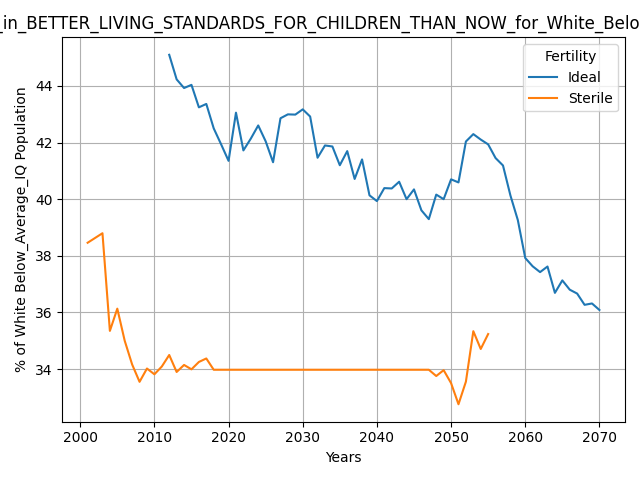 _in_BETTER_LIVING_STANDARDS_FOR_CHILDREN_THAN_NOW_for_White_Belo
Fertility
Ideal
Sterile
% of White Below_Average_IQ Population
44
42
40
38
36
34
2000
2010
2020
2030
2040
2050
2060
2070
Years